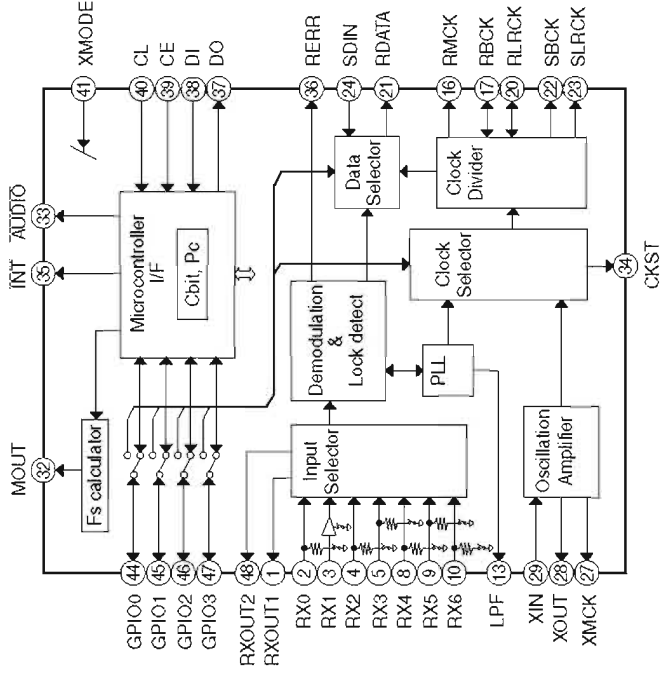 XMODE
41
CL
40
CE
39
DI
38
DO
37
RERR
36
SDIN
24
RDATA
21
RMCK
16
RBCK
17
RLRCK
20
SBCK
22
SLRCK
23
AUDIO
33
INT
35
MOUT
32
CKST
34
Microcontroller
I/F
Cbit, Pc
Fs calculator
Data
Selector
Clock
Divider
Clock
Selector
Demodulation
&
Lock detect
PLL
Input
Selector
Oscillation
Amplifier
44
GPIO0
45
GPIO1
46
GPIO2
47
GPIO3
48
RXOUT2
1
RXOUT1
2
RX0
3
RX1
4
RX2
5
RX3
8
RX4
9
RX5
10
RX6
13
LPF
29
XIN
28
XOUT
27
XMCK